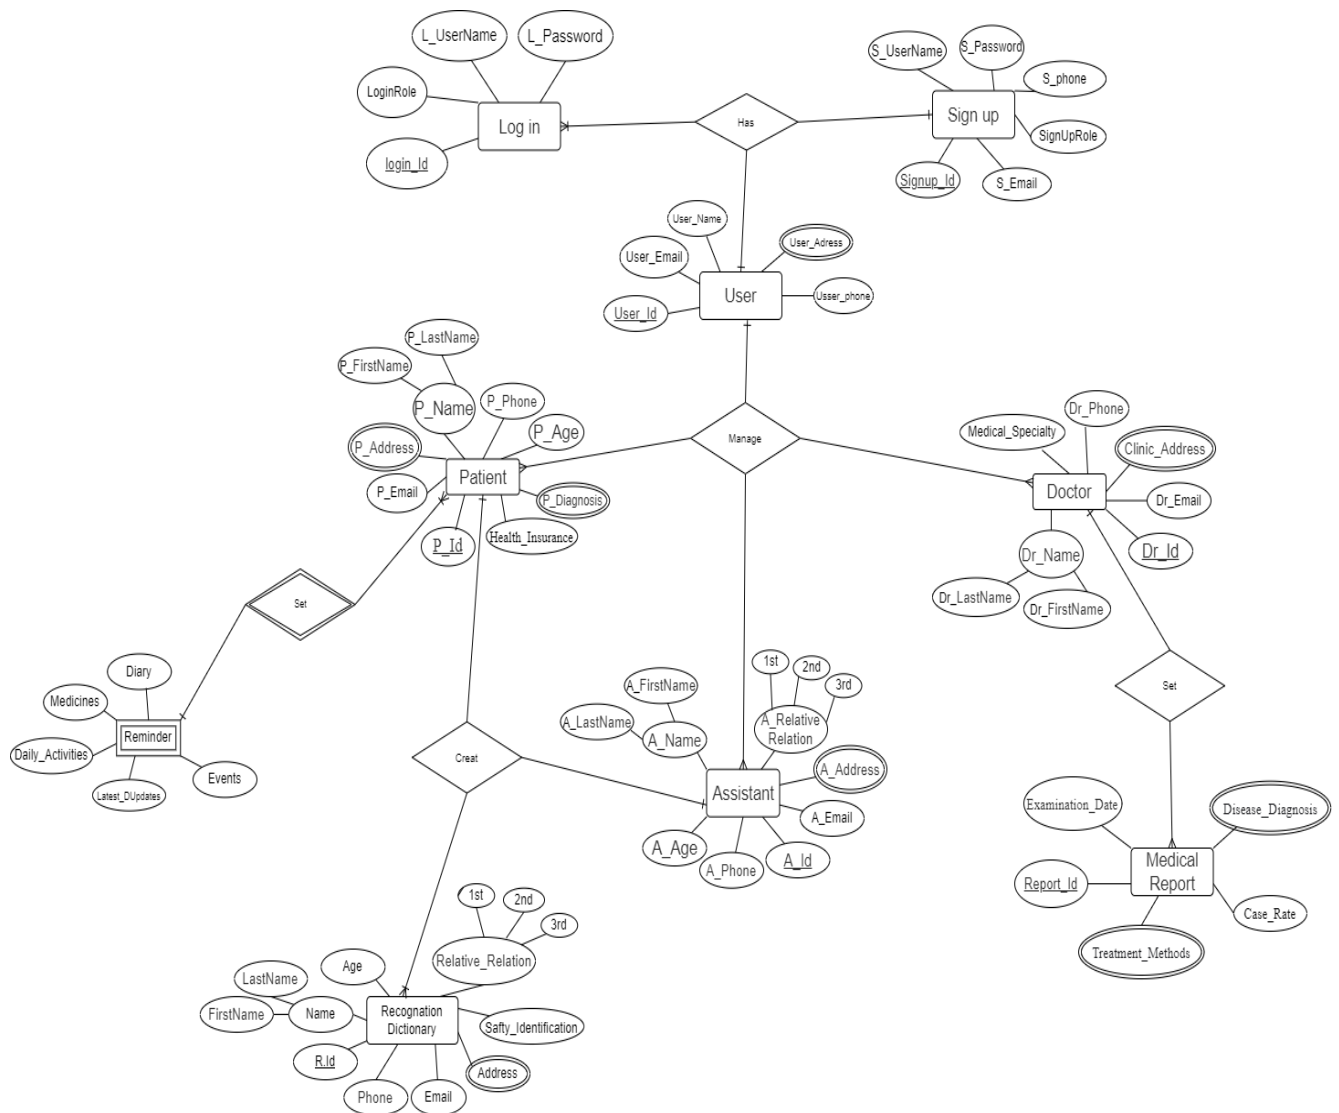 L_UserName
L_Password
S_UserName
S_Password
S_phone
LoginRole
Log in
Has
Sign up
SignUpRole
login_Id
Signup_Id
S_Email
User_Name
User_Adress
User_Email
User
Usser_phone
User_Id
P_LastName
P_FirstName
P_Name
P_Phone
P_Age
P_Address
Patient
P_Email
P_Diagnosis
P_Id
Health_Insurance
Manage
Dr_Phone
Medical_Specialty
Clinic_Address
Doctor
Dr_Email
Dr_Name
Dr_Id
Dr_LastName
Dr_FirstName
Set
Diary
Medicines
Reminder
Daily_Activities
Events
Latest_DUpdates
Creat
1st
2nd
3rd
A_FirstName
A_LastName
A_Name
A_Relative
Relation
A_Address
Assistant
A_Email
A_Age
A_Phone
A_Id
Set
Examination_Date
Disease_Diagnosis
Medical
Report
Report_Id
Case_Rate
Treatment_Methods
1st
2nd
3rd
Relative_Relation
Age
LastName
FirstName
Name
Recognation
Dictionary
Safty_Identification
R.Id
Address
Phone
Email